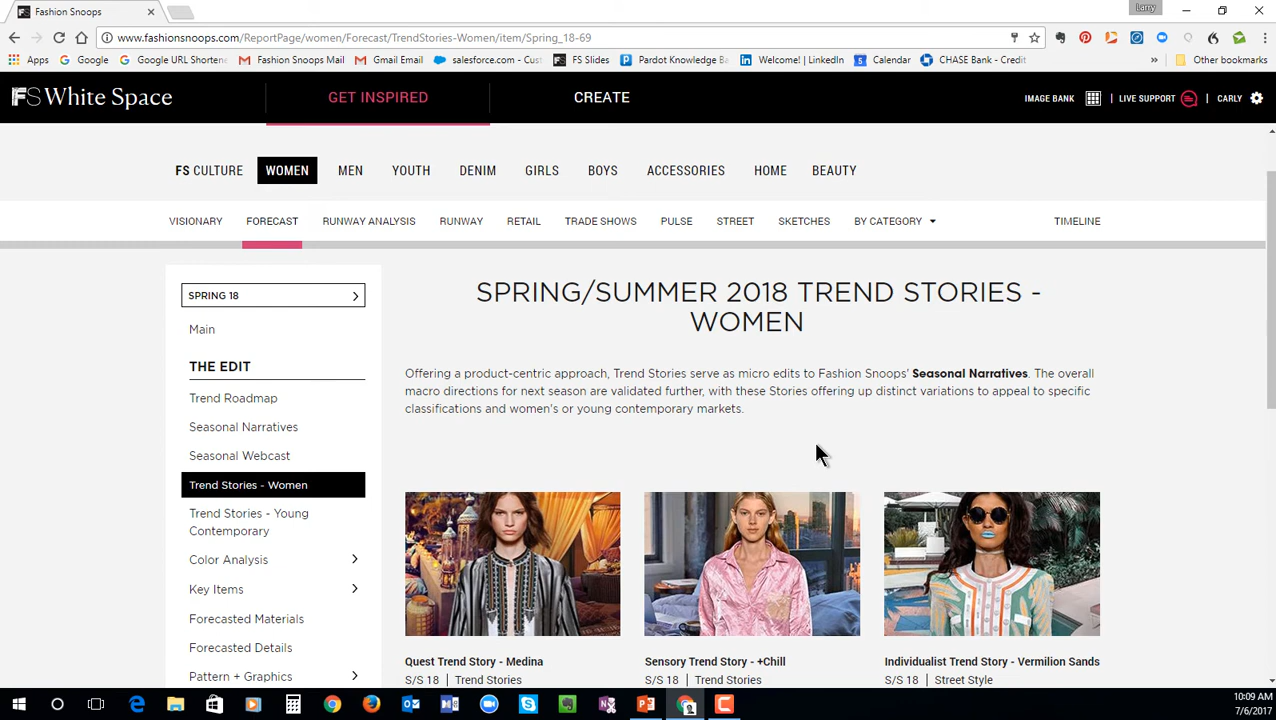 Fashion Snoops
Larry
www.fashionsnoops.com/ReportPage/women/Forecast/TrendStories-Women/item/Spring_18-69
Apps Google Google URL Shortene Fashion Snoops Mail Gmail Email salesforce.com - Cust FS Slides Pardot Knowledge Ba Welcome! | LinkedIn Calendar CHASE Bank - Credit » Other bookmarks
FS White Space GET INSPIRED CREATE IMAGE BANK | LIVE SUPPORT | CARLY
FS CULTURE WOMEN MEN YOUTH DENIM GIRLS BOYS ACCESSORIES HOME BEAUTY
VISIONARY FORECAST RUNWAY ANALYSIS RUNWAY RETAIL TRADE SHOWS PULSE STREET SKETCHES BY CATEGORY TIMELINE
SPRING 18
Main
THE EDIT
Trend Roadmap
Seasonal Narratives
Seasonal Webcast
Trend Stories - Women
Trend Stories - Young
Contemporary
Color Analysis
Key Items
Forecasted Materials
Forecasted Details
Pattern + Graphics
SPRING/SUMMER 2018 TREND STORIES -
WOMEN
Offering a product-centric approach, Trend Stories serve as micro edits to Fashion Snoops' Seasonal Narratives. The overall
macro directions for next season are validated further, with these Stories offering up distinct variations to appeal to specific
classifications and women's or young contemporary markets.
Quest Trend Story - Medina
S/S 18 | Trend Stories
Sensory Trend Story - +Chill
S/S 18 | Trend Stories
Individualist Trend Story - Vermilion Sands
S/S 18 | Street Style
10:09 AM
7/6/2017